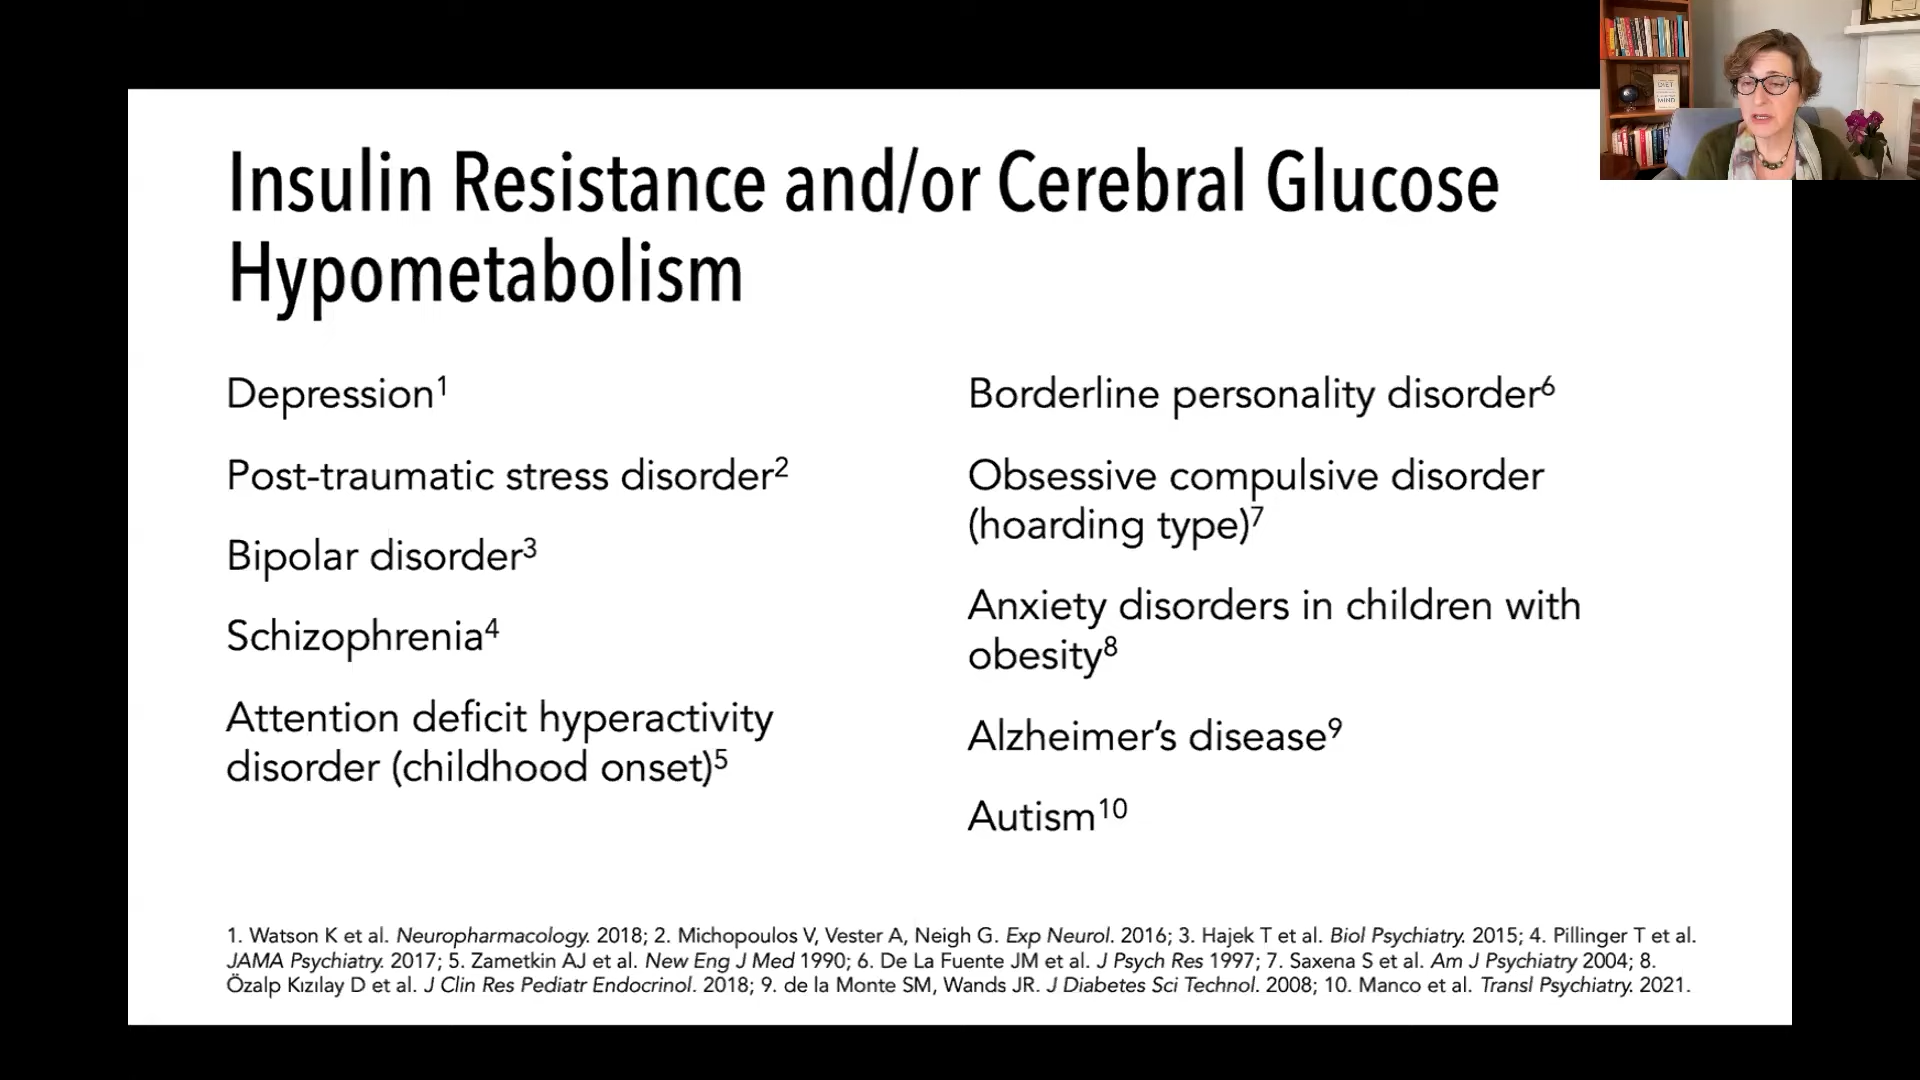 Insulin Resistance and/or Cerebral Glucose
Hypometabolism
Depression¹
Post-traumatic stress disorder²
Bipolar disorder³
Schizophrenia⁴
Attention deficit hyperactivity
disorder (childhood onset)⁵
Borderline personality disorder⁶
Obsessive compulsive disorder
(hoarding type)⁷
Anxiety disorders in children with
obesity⁸
Alzheimer’s disease⁹
Autism¹⁰
1. Watson K et al. Neuropharmacology. 2018; 2. Michopoulos V, Vester A, Neigh G. Exp Neurol. 2016; 3. Hajek T et al. Biol Psychiatry. 2015; 4. Pillinger T et al.
JAMA Psychiatry. 2017; 5. Zametkin AJ et al. New Eng J Med 1990; 6. De La Fuente JM et al. J Psych Res 1997; 7. Saxena S et al. Am J Psychiatry 2004; 8.
Özalp Kızılay D et al. J Clin Res Pediatr Endocrinol. 2018; 9. de la Monte SM, Wands JR. J Diabetes Sci Technol. 2008; 10. Manco et al. Transl Psychiatry. 2021.
DIET
MIND